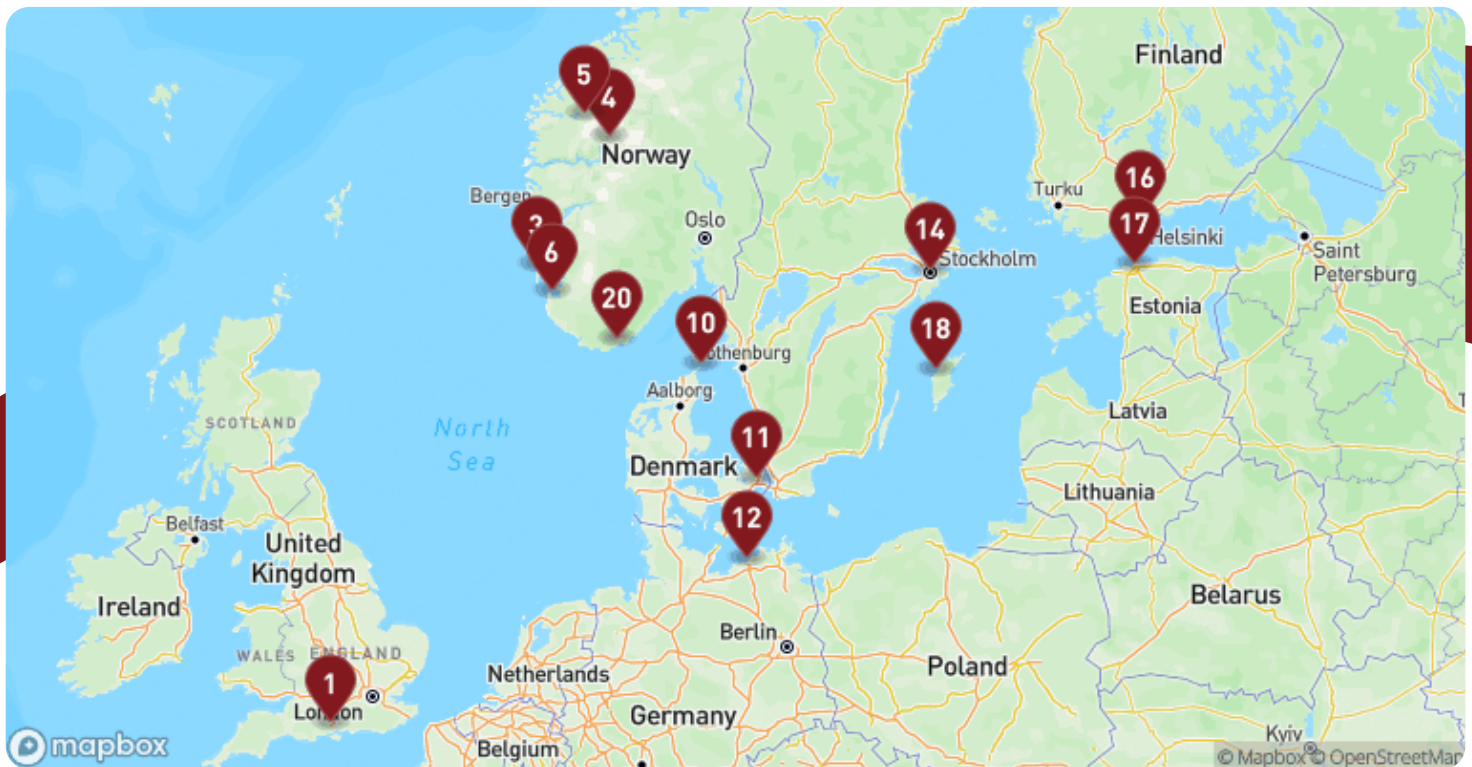 Finland
5
4
Norway
16
Turku
Bergen
3
Oslo
17
Helsinki
14
6
Stockholm
Saint
Petersburg
20
Estonia
10
18
Aalborg
Latvia
SCOTLAND
North
Sea
11
Denmark
Lithuania
12
Belfast
United
Kingdom
Ireland
Belarus
Berlin
WALES
ENGLAND
Netherlands
Poland
1
London
Germany
Kyiv
mapbox
Belgium
© Mapbox © OpenStreetMap